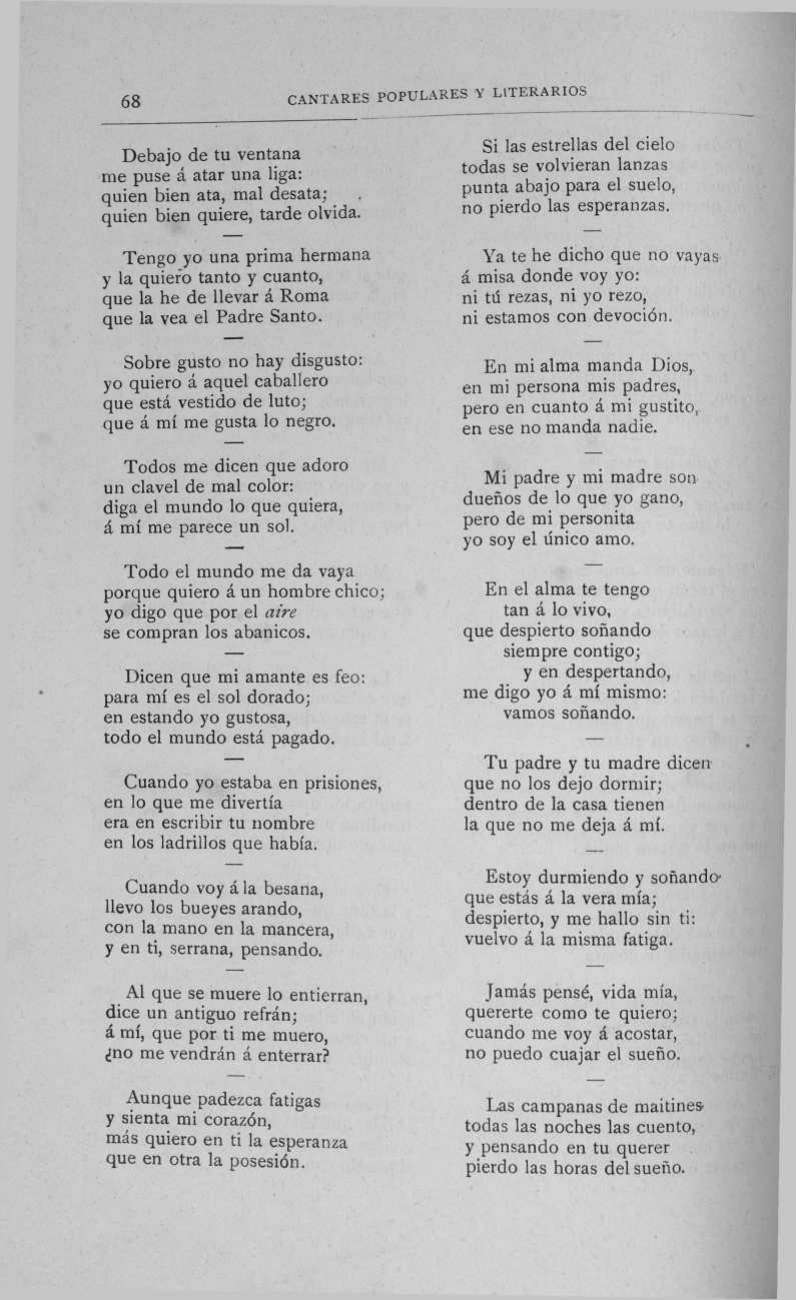 68
CANTARES POPULARES Y LITERARIOS
Debajo de tu ventana
me puse á atar una liga:
quien bien ata, mal desata;
quien bien quiere, tarde olvida.
—
Tengo yo una prima hermana
y la quiero tanto y cuanto,
que la he de llevar á Roma
que la vea el Padre Santo.
—
Sobre gusto no hay disgusto:
yo quiero á aquel caballero
que está vestido de luto;
que á mí me gusta lo negro.
—
Todos me dicen que adoro
un clavel de mal color:
diga el mundo lo que quiera,
á mí me parece un sol.
—
Todo el mundo me da vaya
porque quiero á un hombre chico;
yo digo que por el aire
se compran los abanicos.
—
Dicen que mi amante es feo:
para mí es el sol dorado;
en estando yo gustosa,
todo el mundo está pagado.
—
Cuando yo estaba en prisiones,
en lo que me divertía
era en escribir tu nombre
en los ladrillos que había.
—
Cuando voy á la besana,
llevo los bueyes arando,
con la mano en la mancera,
y en ti, serrana, pensando.
—
Al que se muere lo entierran,
dice un antiguo refrán;
á mí, que por ti me muero,
¿no me vendrán á enterrar?
—
Aunque padezca fatigas
y sienta mi corazón,
más quiero en ti la esperanza
que en otra la posesión.
Si las estrellas del cielo
todas se volvieran lanzas
punta abajo para el suelo,
no pierdo las esperanzas.
—
Ya te he dicho que no vayas
á misa donde voy yo:
ni tú rezas, ni yo rezo,
ni estamos con devoción.
—
En mi alma manda Dios,
en mi persona mis padres,
pero en cuanto á mi gustito,
en ese no manda nadie.
—
Mi padre y mi madre son
dueños de lo que yo gano,
pero de mi personita
yo soy el único amo.
—
En el alma te tengo
tan á lo vivo,
que despierto soñando
siempre contigo;
y en despertando,
me digo yo á mí mismo:
vamos soñando.
—
Tu padre y tu madre dicen
que no los dejo dormir;
dentro de la casa tienen
la que no me deja á mí.
—
Estoy durmiendo y soñando
que estás á la vera mía;
despierto, y me hallo sin ti:
vuelvo á la misma fatiga.
—
Jamás pensé, vida mía,
quererte como te quiero;
cuando me voy á acostar,
no puedo cuajar el sueño.
—
Las campanas de maitines
todas las noches las cuento,
y pensando en tu querer
pierdo las horas del sueño.